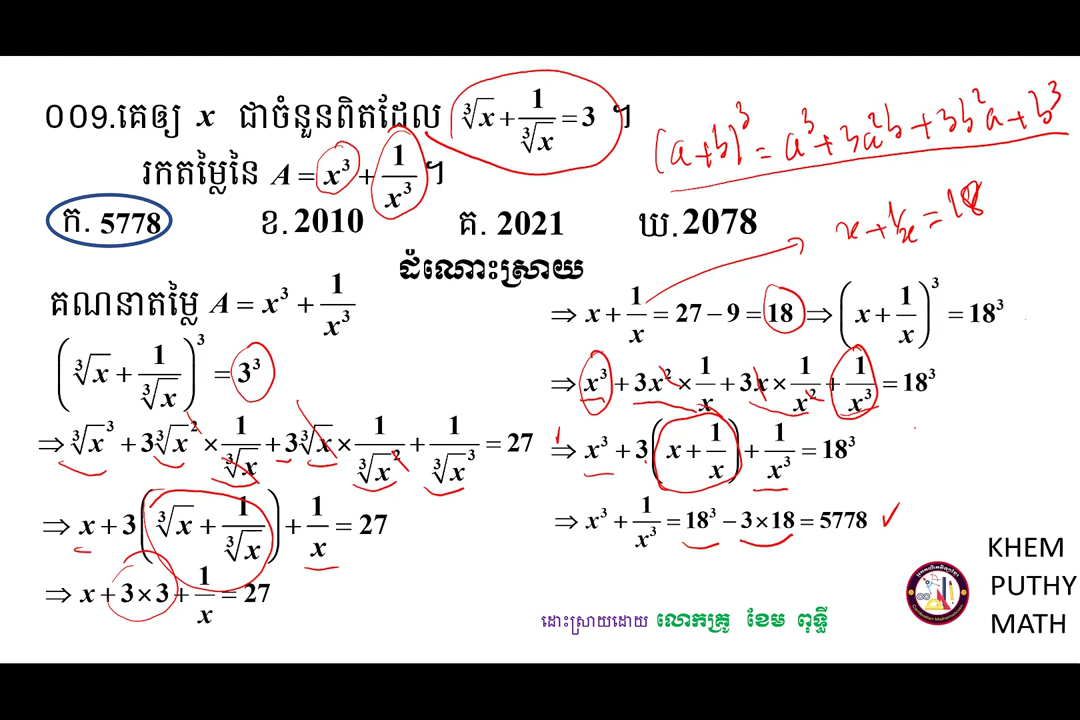 ០០9.គេឲ្យ x ជាចំនួនពិតដែល ∛x + 1/∛x = 3 ។
រកតម្លៃនៃ A = x³ + 1/x³ ។
(a+b)³ = a³+3a²b+3b²a+b³
ក. 5778 ខ.2010 គ. 2021 ឃ.2078
x+1/x=18
ដំណោះស្រាយ
គណនាតម្លៃ A = x³ + 1/x³
(∛x + 1/∛x)³ = 3³
⇒ ∛x³ + 3∛x² × 1/∛x + 3∛x × 1/∛x² + 1/∛x³ = 27
⇒ x + 3(∛x + 1/∛x) + 1/x = 27
⇒ x + 3×3 + 1/x = 27
⇒ x + 1/x = 27 − 9 = 18 ⇒ (x + 1/x)³ = 18³
⇒ x³ + 3x² × 1/x + 3x × 1/x² + 1/x³ = 18³
⇒ x³ + 3(x + 1/x) + 1/x³ = 18³
⇒ x³ + 1/x³ = 18³ − 3×18 = 5778 ✓
ដោះស្រាយដោយ លោកគ្រូ ខែម ពុទ្ធី
KHEM
PUTHY
MATH